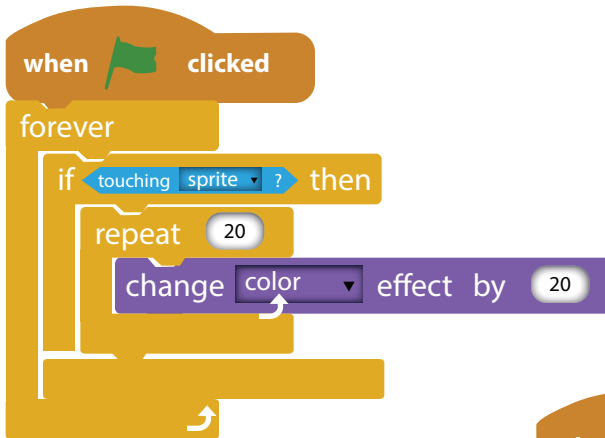 when clicked
forever
if touching sprite ? then
repeat 20
change color effect by 20